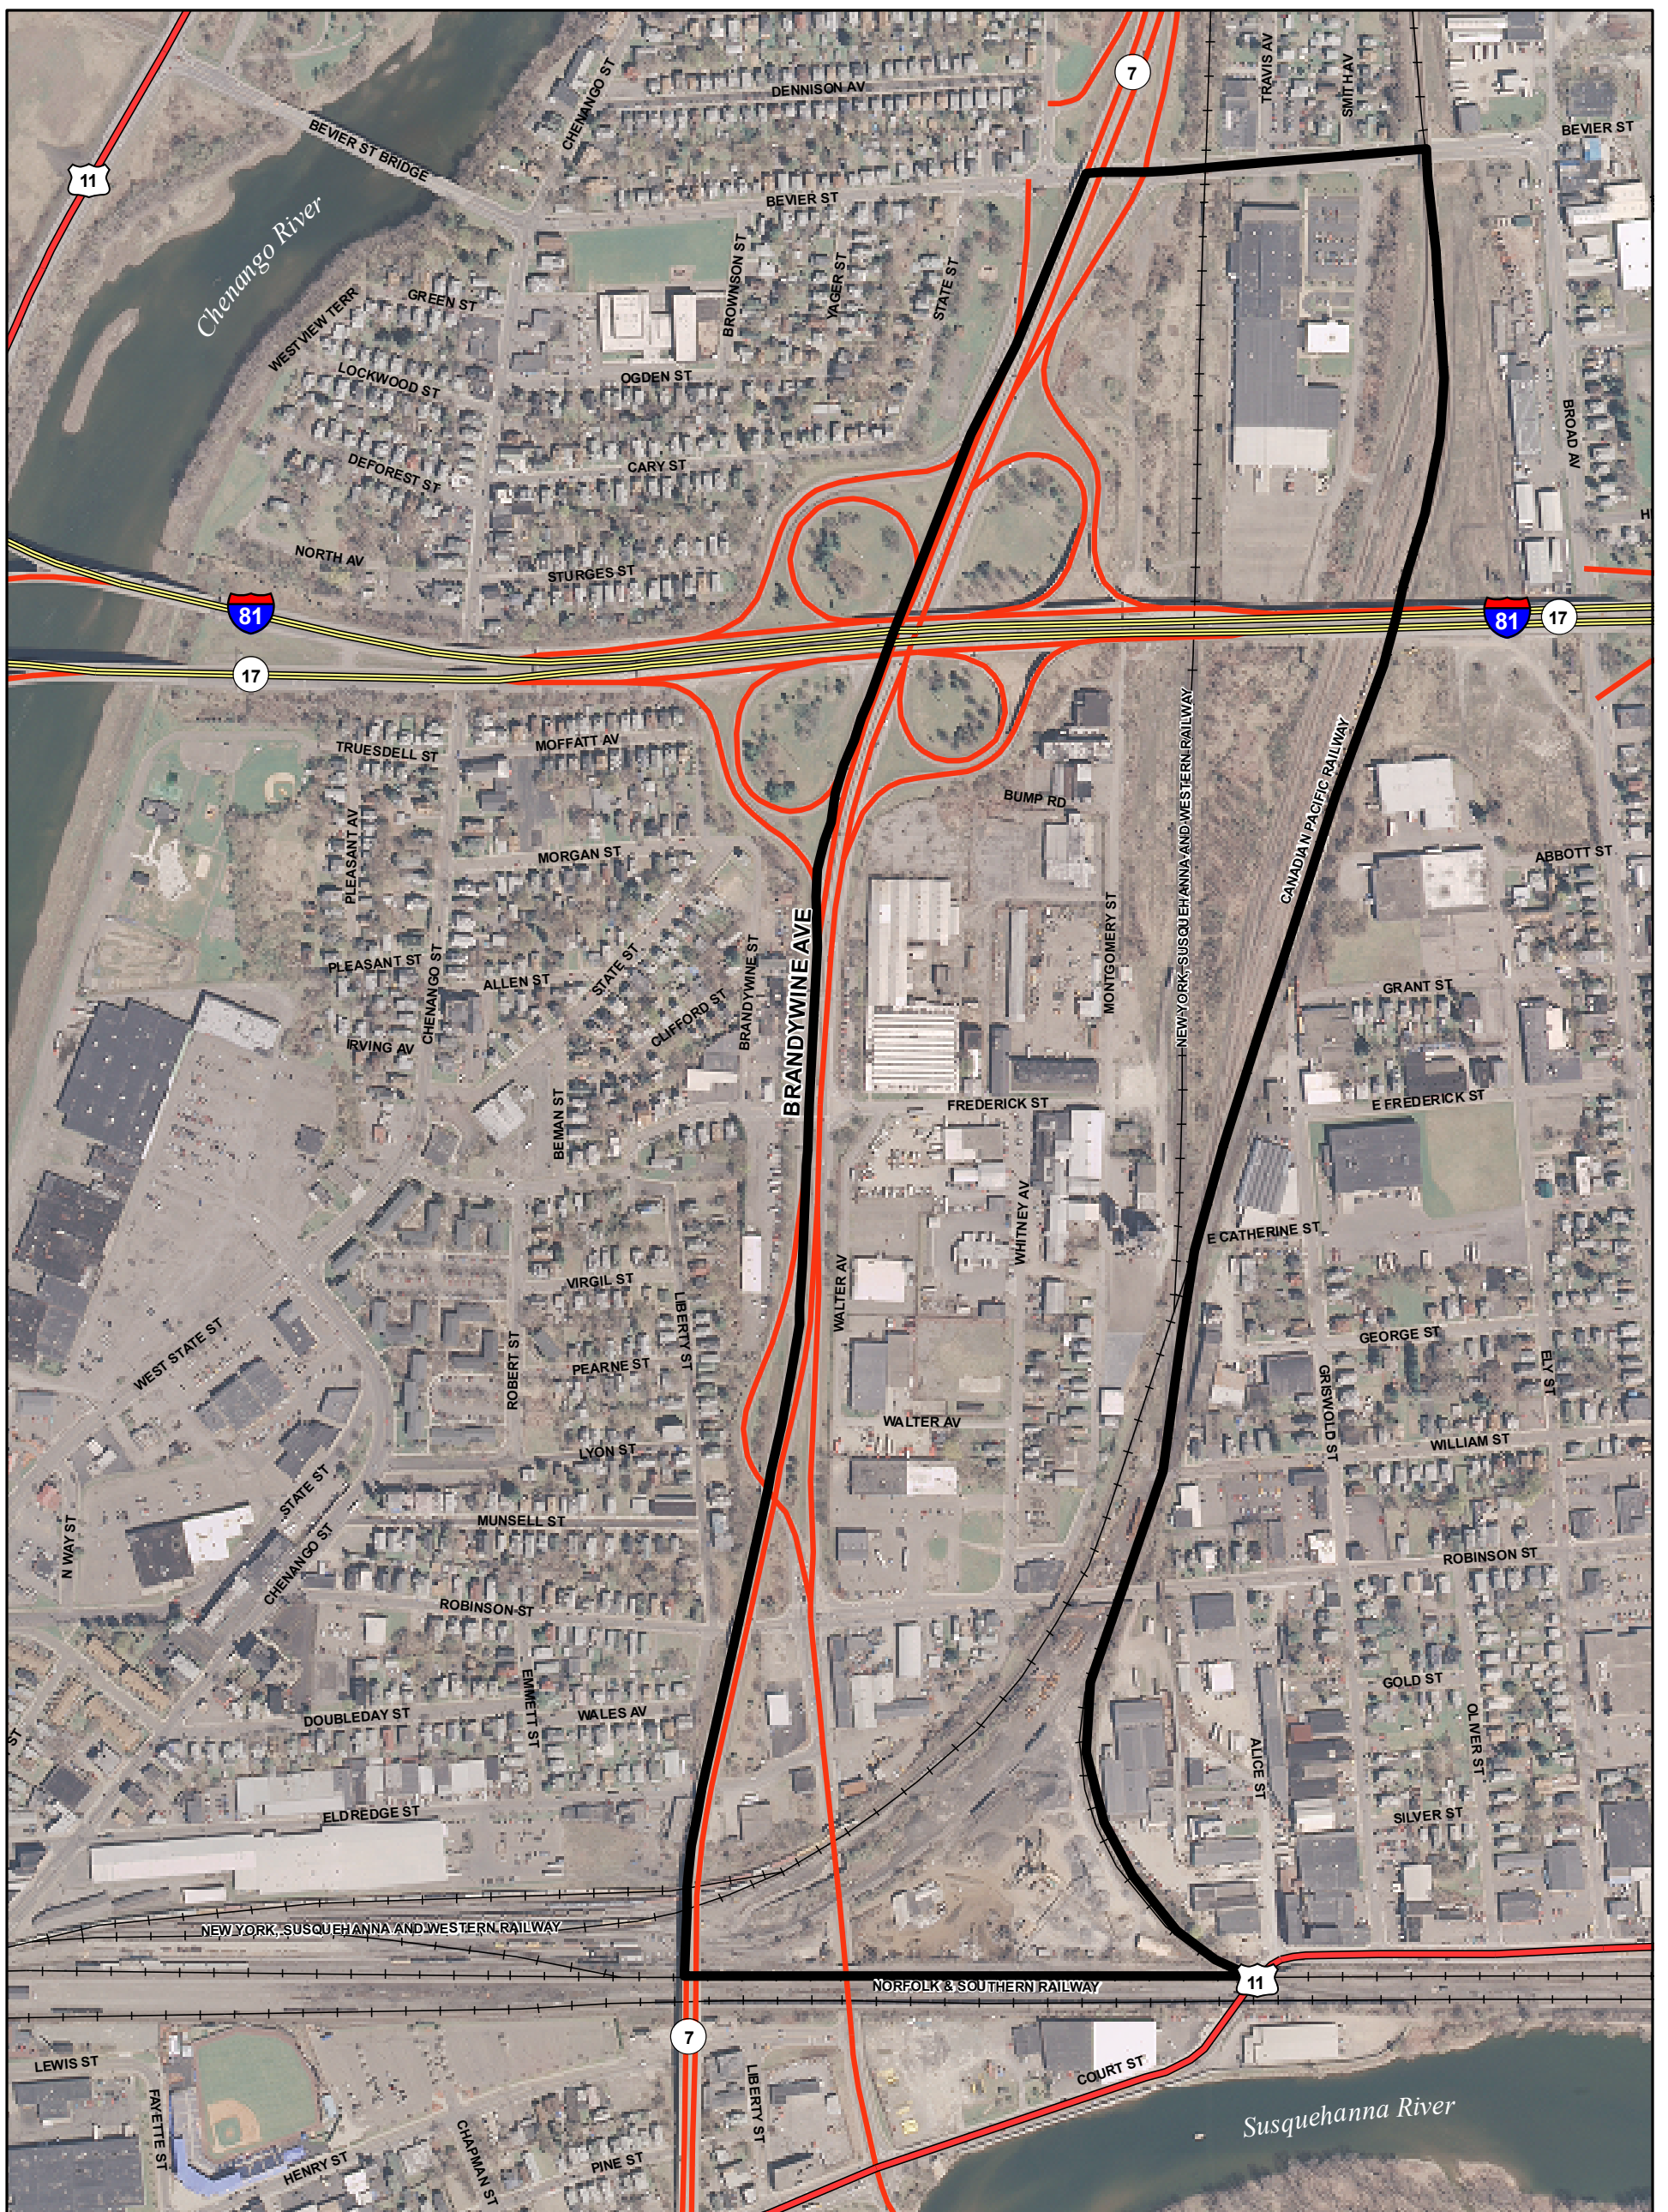 7
TRAVIS AV
SMITH AV
CHENANGO ST
DENNISON AV
BEVIER ST
BEVIER ST BRIDGE
11
BEVIER ST
Chenango River
BROWNSON ST
YAGER ST
STATE ST
GREEN ST
WESTVIEW TERR
LOCKWOOD ST
OGDEN ST
BROAD AV
DEFOREST ST
CARY ST
H
NORTH AV
STURGES ST
81
81
17
17
NEW YORK, SUSQUEHANNA AND WESTERN RAILWAY
CANADIAN PACIFIC RAILWAY
TRUESDELL ST
MOFFATT AV
BUMP RD
PLEASANT AV
MORGAN ST
ABBOTT ST
BRANDYWINE AVE
MONTGOMERY ST
PLEASANT ST
CHENANGO ST
ALLEN ST
STATE ST
BRANDYWINE ST
GRANT ST
CLIFFORD ST
IRVING AV
BEMAN ST
FREDERICK ST
E FREDERICK ST
WHITNEY AV
E CATHERINE ST
VIRGIL ST
WALTER AV
LIBERTY ST
WEST STATE ST
ROBERT ST
PEARNE ST
GEORGE ST
ELY ST
GRISWOLD ST
WALTER AV
LYON ST
WILLIAM ST
STATE ST
N WAY ST
MUNSELL ST
CHENANGO ST
ROBINSON ST
ROBINSON ST
EMMETT ST
GOLD ST
DOUBLEDAY ST
WALES AV
OLIVER ST
ST
ALICE ST
ELDREDGE ST
SILVER ST
NEW YORK, SUSQUEHANNA AND WESTERN RAILWAY
NORFOLK & SOUTHERN RAILWAY
11
7
LEWIS ST
COURT ST
FAYETTE ST
LIBERTY ST
Susquehanna River
CHAPMAN ST
HENRY ST
PINE ST